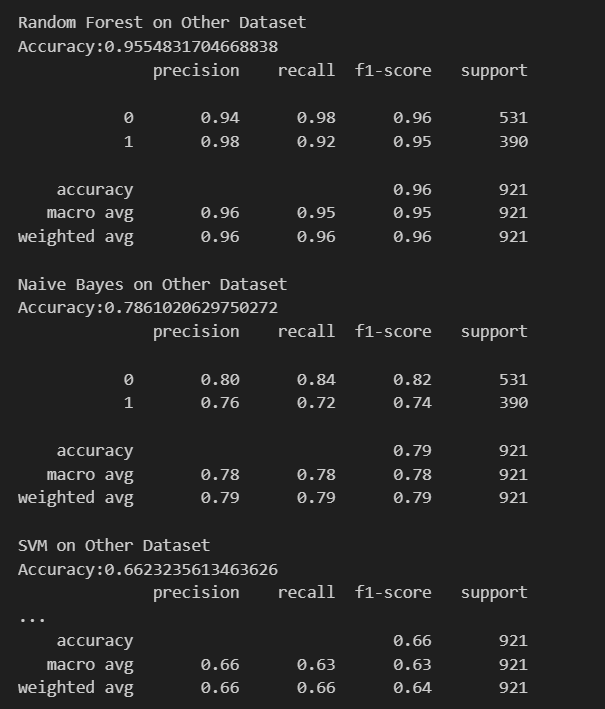 Random Forest on Other Dataset
Accuracy:0.9554831704668838
precision recall f1-score support
0 0.94 0.98 0.96 531
1 0.98 0.92 0.95 390
accuracy 0.96 921
macro avg 0.96 0.95 0.95 921
weighted avg 0.96 0.96 0.96 921
Naive Bayes on Other Dataset
Accuracy:0.7861020629750272
precision recall f1-score support
0 0.80 0.84 0.82 531
1 0.76 0.72 0.74 390
accuracy 0.79 921
macro avg 0.78 0.78 0.78 921
weighted avg 0.79 0.79 0.79 921
SVM on Other Dataset
Accuracy:0.6623235613463626
precision recall f1-score support
...
accuracy 0.66 921
macro avg 0.66 0.63 0.63 921
weighted avg 0.66 0.66 0.64 921